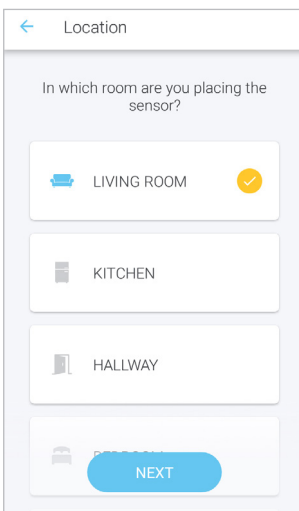 Location
In which room are you placing the
sensor?
LIVING ROOM
KITCHEN
HALLWAY
NEXT